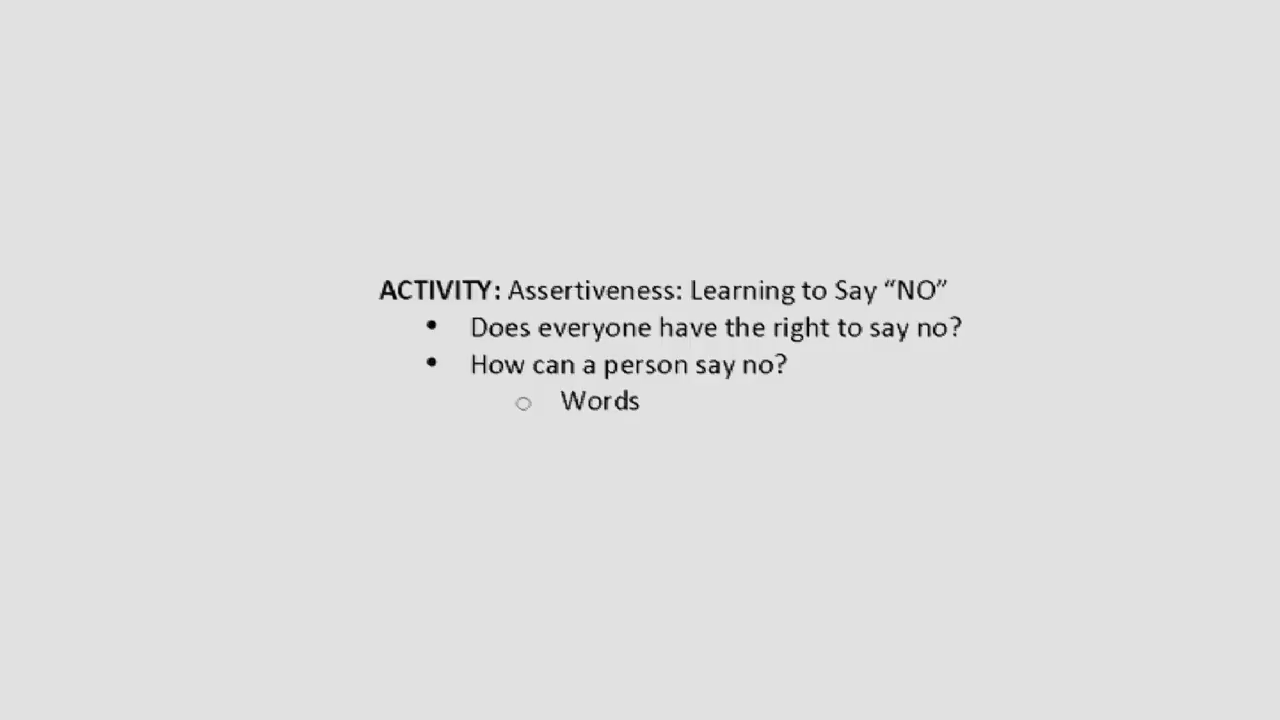 ACTIVITY: Assertiveness: Learning to Say “NO”
• Does everyone have the right to say no?
• How can a person say no?
○ Words